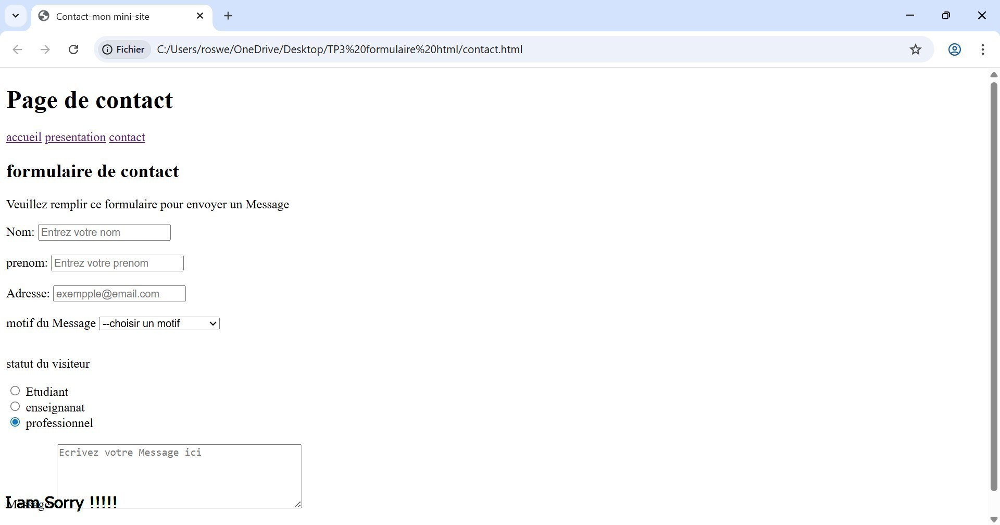 Contact-mon mini-site
Fichier C:/Users/roswe/OneDrive/Desktop/TP3%20formulaire%20html/contact.html
Page de contact
accueil presentation contact
formulaire de contact
Veuillez remplir ce formulaire pour envoyer un Message
Nom: Entrez votre nom
prenom: Entrez votre prenom
Adresse: exempple@email.com
motif du Message --choisir un motif
statut du visiteur
Etudiant
enseignanat
professionnel
Ecrivez votre Message ici
Message
I am Sorry !!!!!